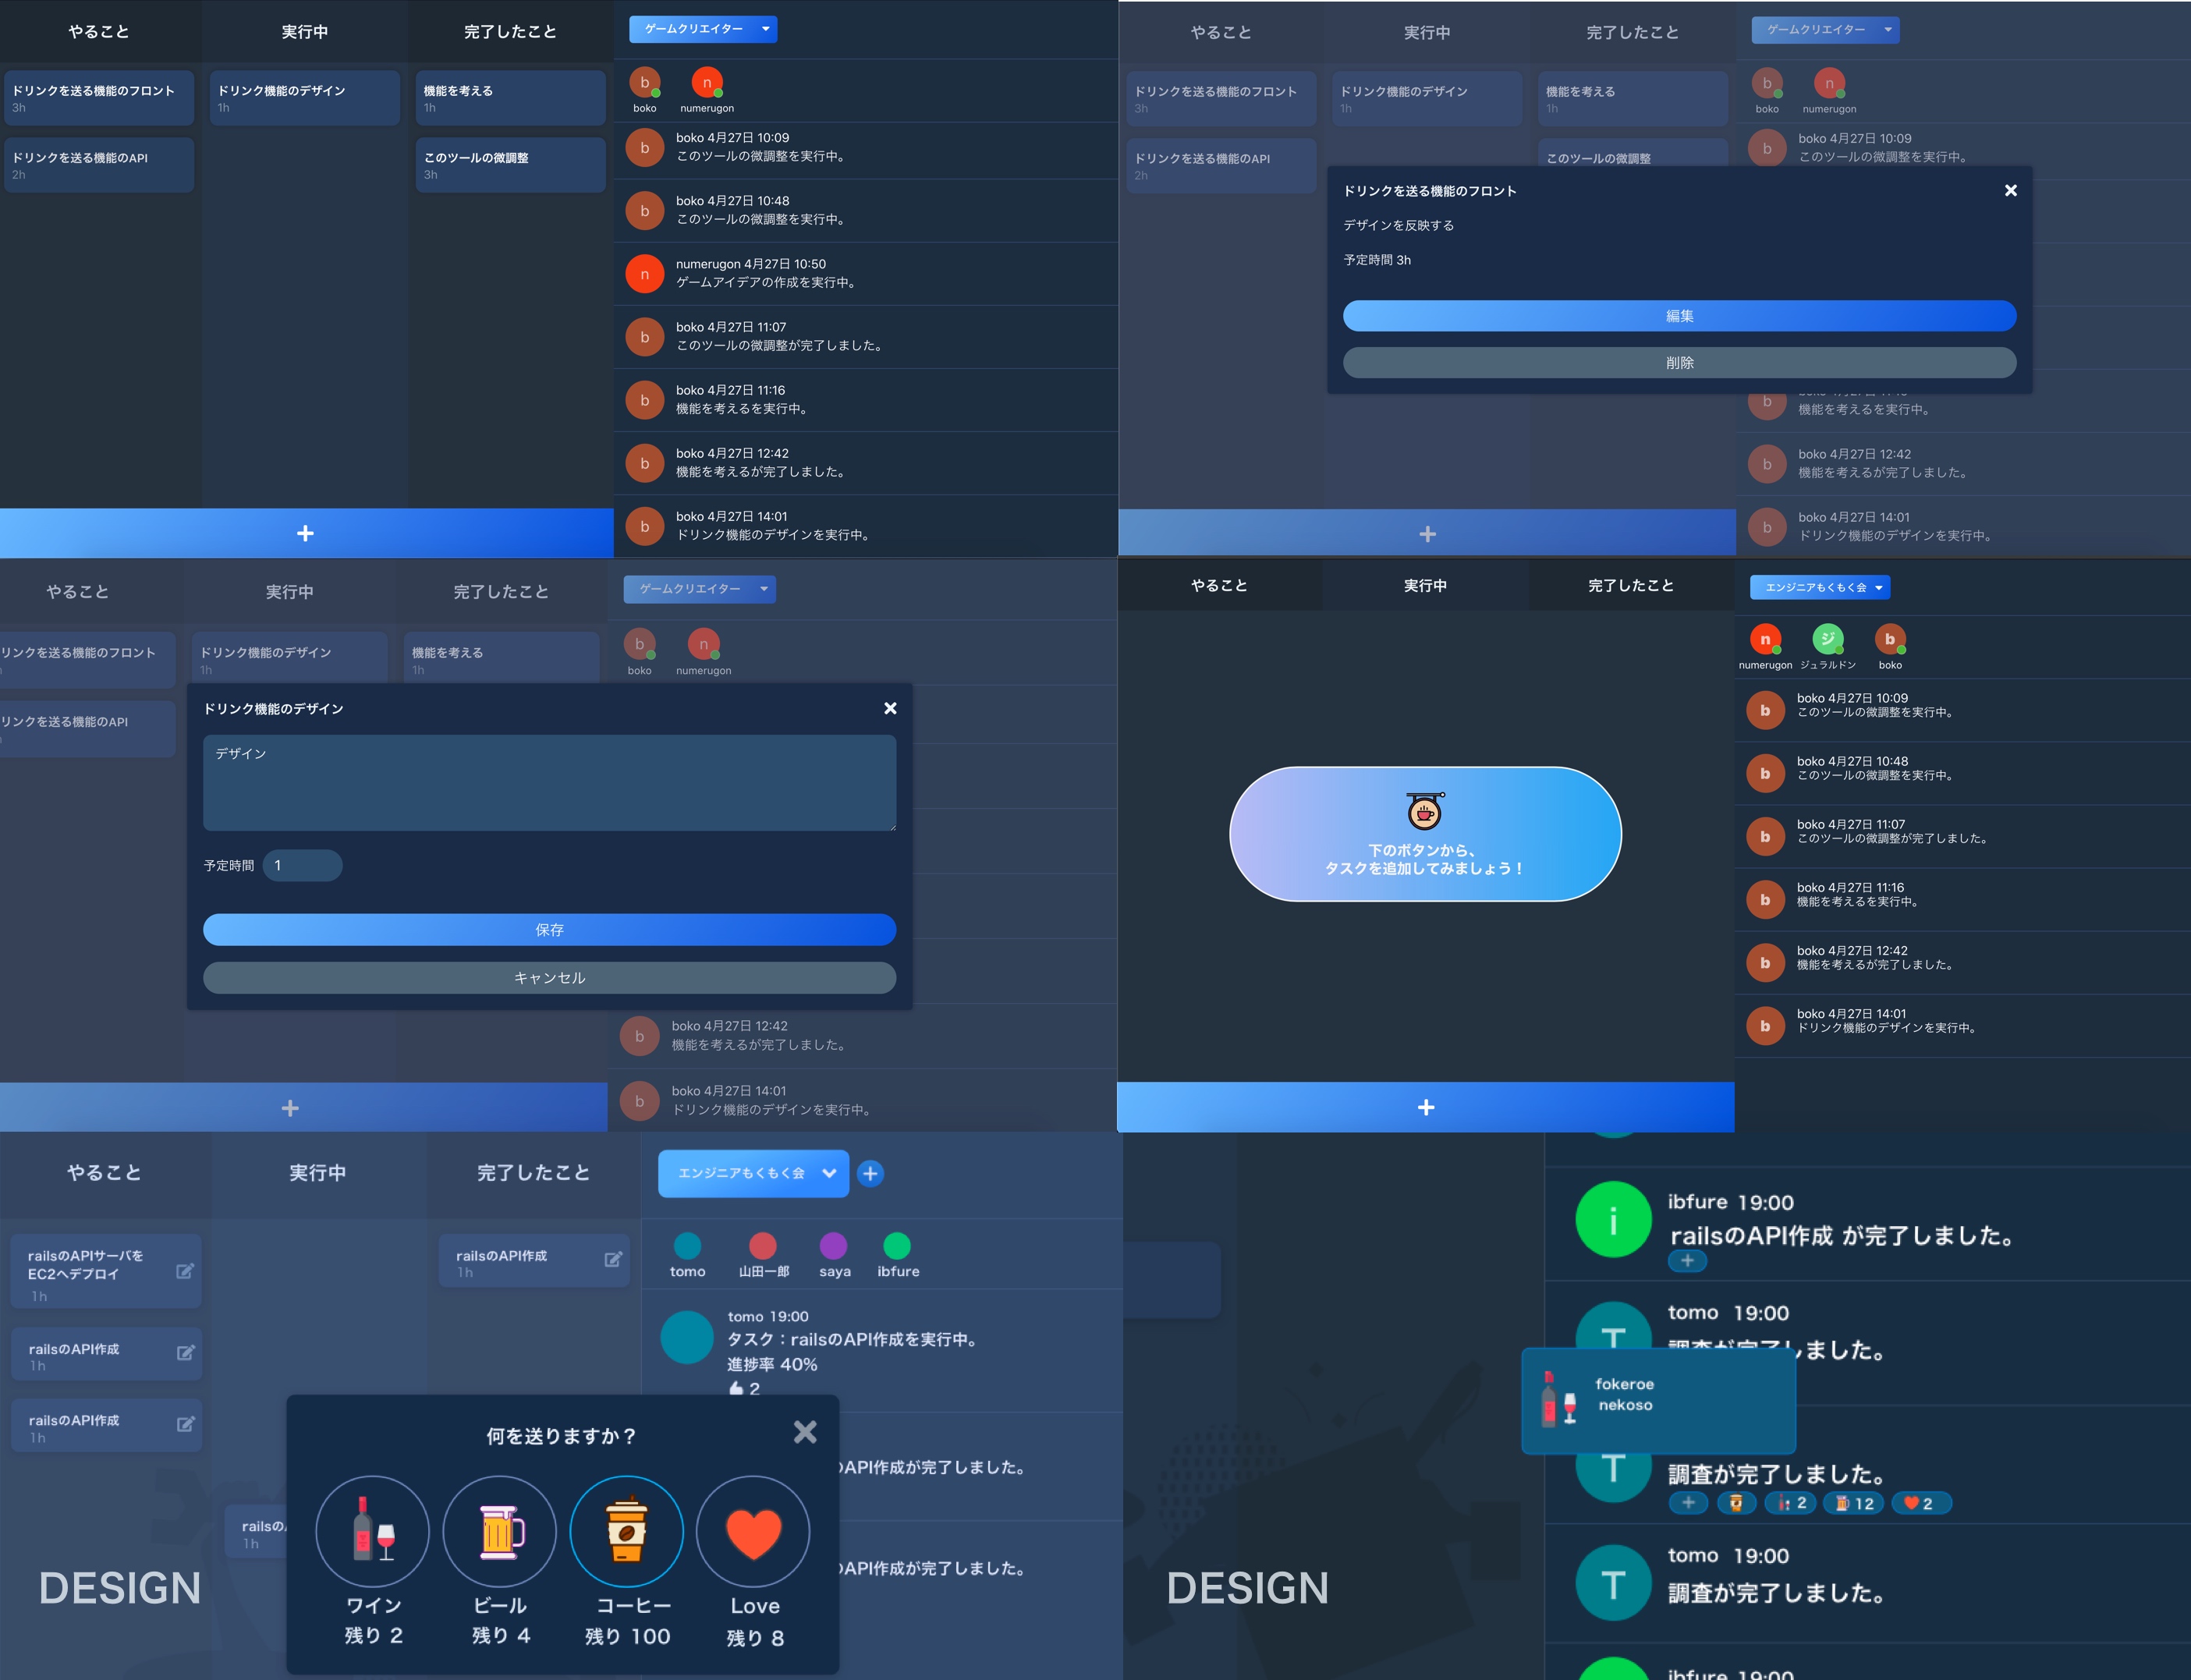 やること
実行中
完了したこと
ドリンクを送る機能のフロント
3h
ドリンクを送る機能のAPI
2h
ドリンク機能のデザイン
1h
機能を考える
1h
このツールの微調整
3h
+
ゲームクリエイター
b
n
boko
numerugon
b
boko 4月27日 10:09
このツールの微調整を実行中。
b
boko 4月27日 10:48
このツールの微調整を実行中。
n
numerugon 4月27日 10:50
ゲームアイデアの作成を実行中。
b
boko 4月27日 11:07
このツールの微調整が完了しました。
b
boko 4月27日 11:16
機能を考えるを実行中。
b
boko 4月27日 12:42
機能を考えるが完了しました。
b
boko 4月27日 14:01
ドリンク機能のデザインを実行中。
やること
実行中
完了したこと
ドリンクを送る機能のフロント
3h
ドリンクを送る機能のAPI
2h
ドリンク機能のデザイン
1h
機能を考える
1h
このツールの微調整
ゲームクリエイター
b
n
boko
numerugon
b
boko 4月27日 10:09
このツールの微調整を実行中。
ドリンクを送る機能のフロント
デザインを反映する
予定時間 3h
編集
削除
b
機能を考えるを実行中。
b
boko 4月27日 12:42
機能を考えるが完了しました。
b
boko 4月27日 14:01
ドリンク機能のデザインを実行中。
+
やること
実行中
完了したこと
リンクを送る機能のフロント
リンクを送る機能のAPI
ドリンク機能のデザイン
1h
機能を考える
1h
ゲームクリエイター
b
n
boko
numerugon
ドリンク機能のデザイン
デザイン
予定時間 1
保存
キャンセル
b
boko 4月27日 12:42
機能を考えるが完了しました。
b
boko 4月27日 14:01
ドリンク機能のデザインを実行中。
+
やること
実行中
完了したこと
下のボタンから、
タスクを追加してみましょう！
+
エンジニアもくもく会
n
ジ
b
numerugon
ジュラルドン
boko
b
boko 4月27日 10:09
このツールの微調整を実行中。
b
boko 4月27日 10:48
このツールの微調整を実行中。
b
boko 4月27日 11:07
このツールの微調整が完了しました。
b
boko 4月27日 11:16
機能を考えるを実行中。
b
boko 4月27日 12:42
機能を考えるが完了しました。
b
boko 4月27日 14:01
ドリンク機能のデザインを実行中。
やること
実行中
完了したこと
railsのAPIサーバを
EC2へデプロイ
1h
railsのAPI作成
1h
railsのAPI作成
1h
railsの
1h
railsのAPI作成
1h
エンジニアもくもく会
+
tomo
山田一郎
saya
ibfure
tomo 19:00
タスク：railsのAPI作成を実行中。
進捗率 40%
2
API作成が完了しました。
API作成が完了しました。
何を送りますか？
ワイン
残り 2
ビール
残り 4
コーヒー
残り 100
Love
残り 8
DESIGN
i
ibfure 19:00
railsのAPI作成 が完了しました。
+
T
tomo 19:00
調査が完了しました。
fokeroe
nekoso
T
調査が完了しました。
+
2
12
2
T
tomo 19:00
調査が完了しました。
ibfure 19:00
DESIGN